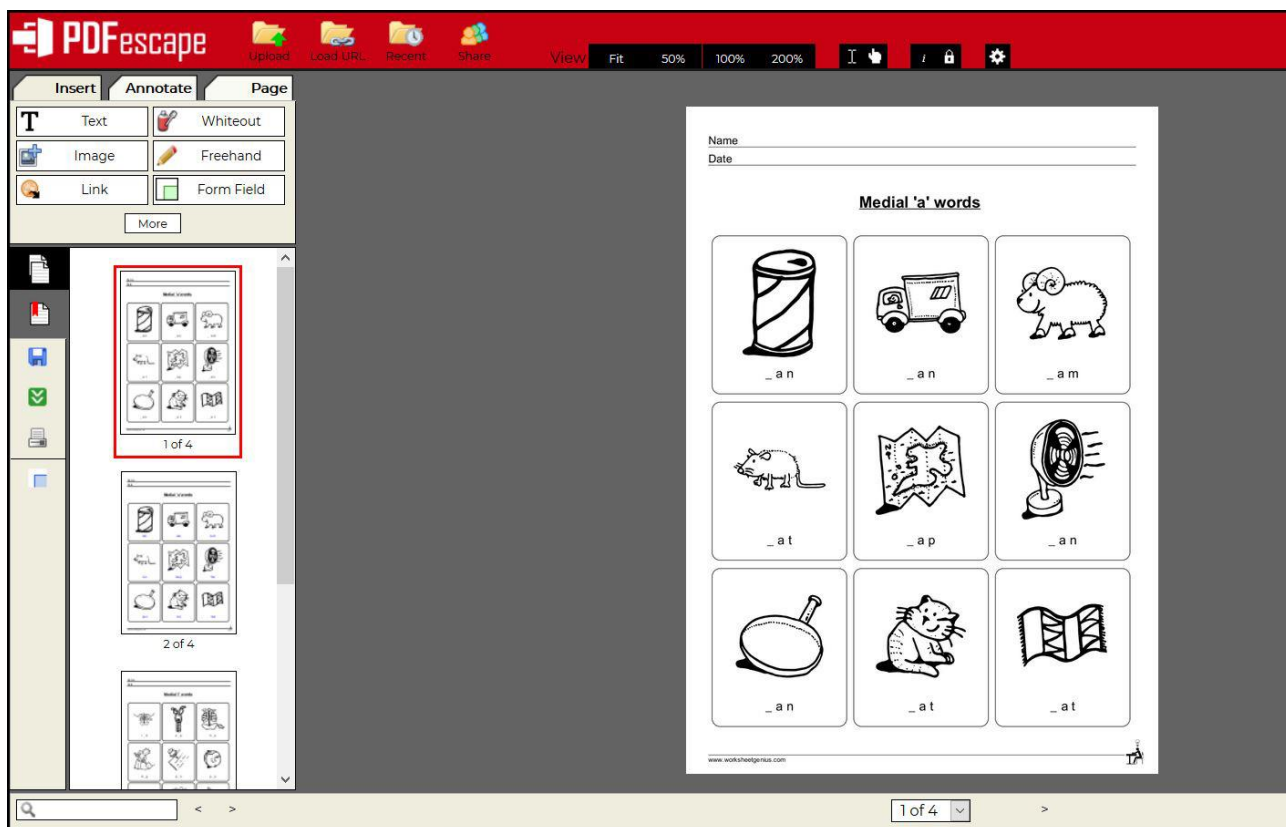 PDFescape
Upload Load URL Recent Share View Fit 50% 100% 200% I i
Insert Annotate Page
T Text Whiteout
Image Freehand
Link Form Field
More
1 of 4
2 of 4
Name
Date
Medial 'a' words
_ a n _ a n _ a m
_ a t _ a p _ a n
_ a n _ a t _ a t
www.worksheetgenius.com
< > 1 of 4 >